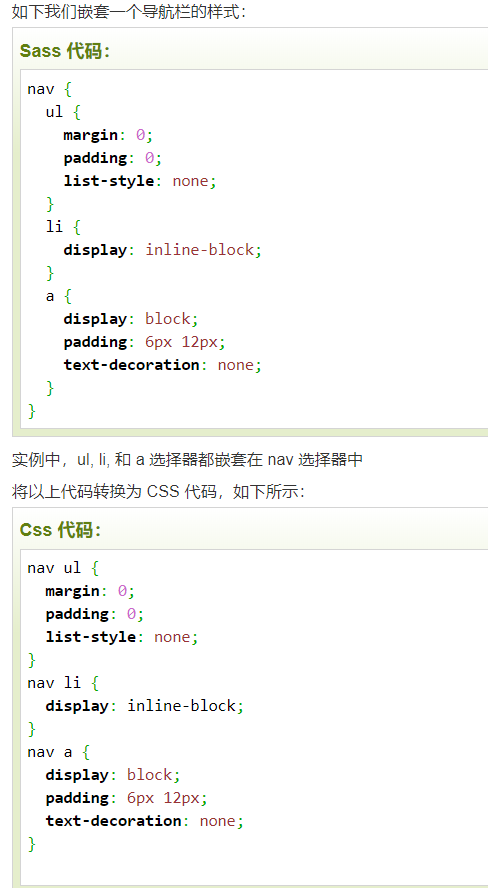 如下我们嵌套一个导航栏的样式：
Sass 代码：
nav {
  ul {
    margin: 0;
    padding: 0;
    list-style: none;
  }
  li {
    display: inline-block;
  }
  a {
    display: block;
    padding: 6px 12px;
    text-decoration: none;
  }
}
实例中，ul, li, 和 a 选择器都嵌套在 nav 选择器中
将以上代码转换为 CSS 代码，如下所示：
Css 代码：
nav ul {
  margin: 0;
  padding: 0;
  list-style: none;
}
nav li {
  display: inline-block;
}
nav a {
  display: block;
  padding: 6px 12px;
  text-decoration: none;
}